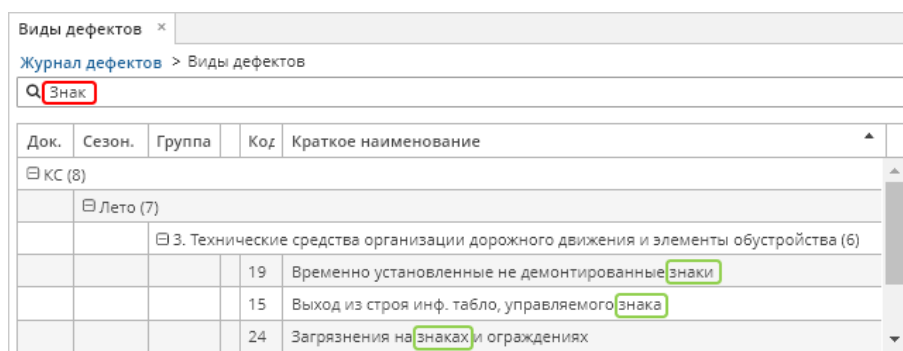 Виды дефектов ×
Журнал дефектов > Виды дефектов
Знак
Док. Сезон. Группа Код Краткое наименование
КС (8)
Лето (7)
3. Технические средства организации дорожного движения и элементы обустройства (6)
19 Временно установленные не демонтированные знаки
15 Выход из строя инф. табло, управляемого знака
24 Загрязнения на знаках и ограждениях